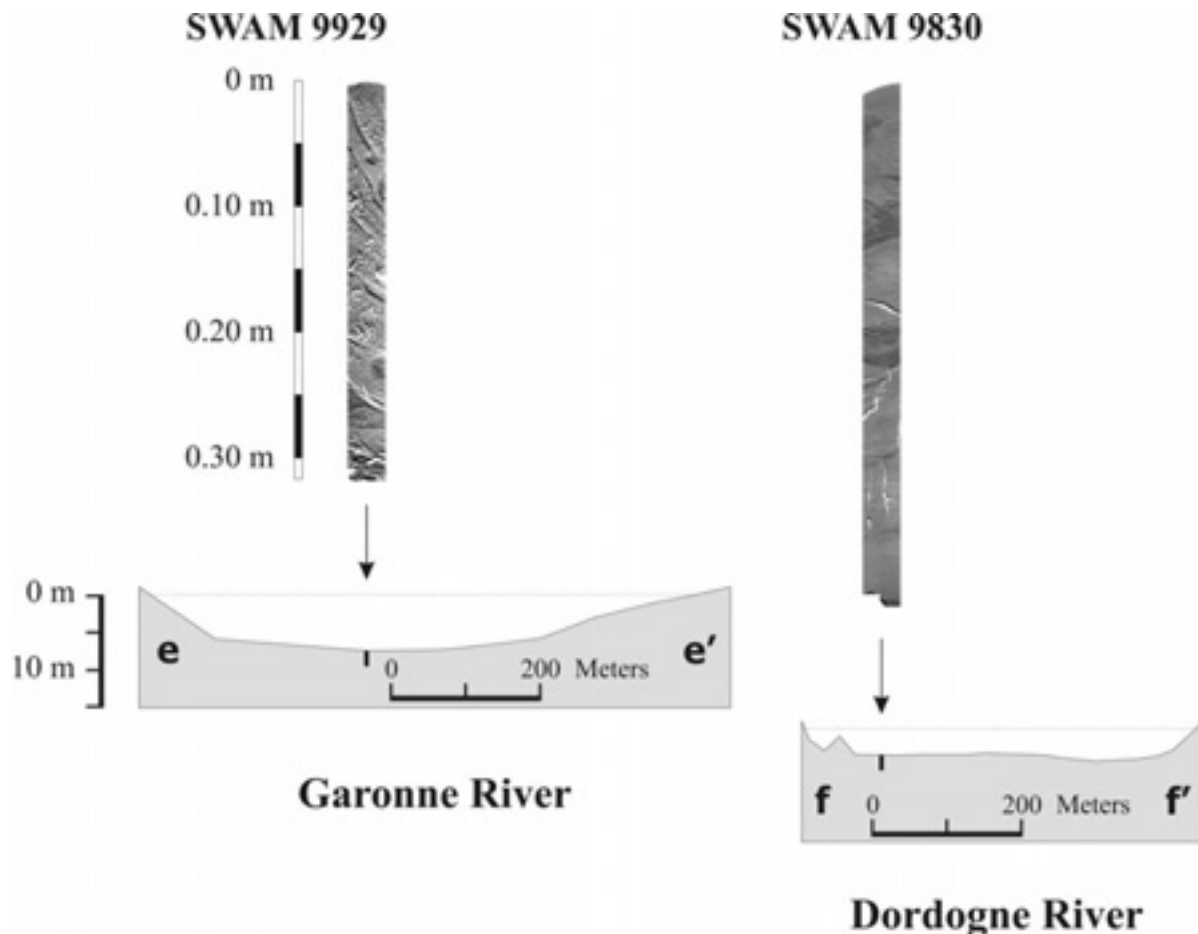 SWAM 9929
SWAM 9830
0 m
0.10 m
0.20 m
0.30 m
0 m
10 m
e
e'
0
200 Meters
Garonne River
f
f'
0
200 Meters
Dordogne River